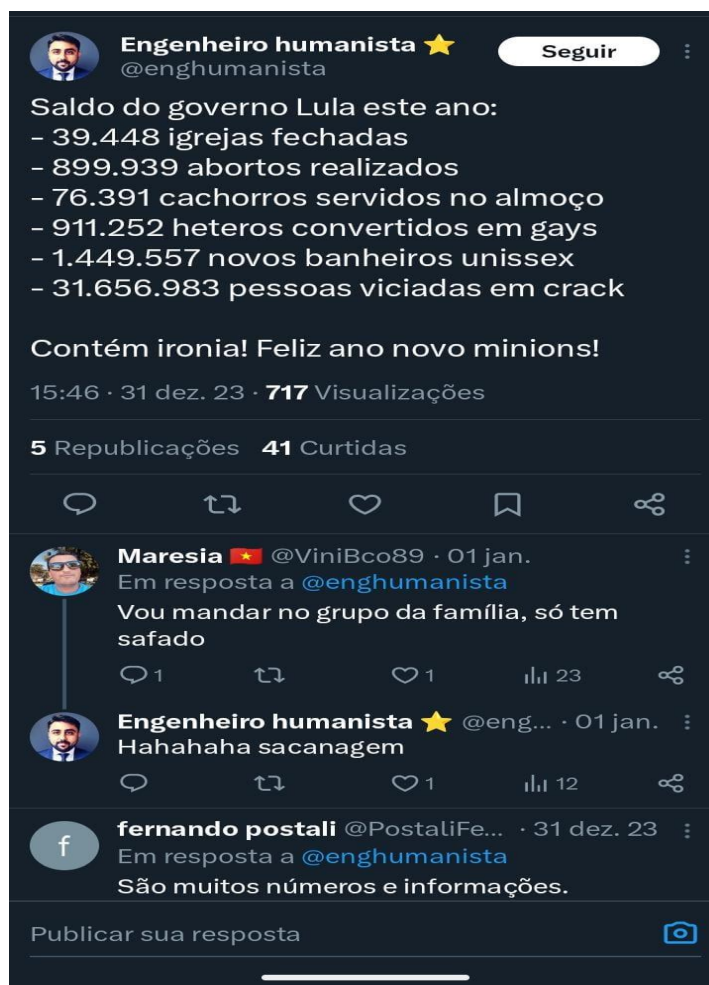 Engenheiro humanista ⭐
Seguir
@enghumanista
Saldo do governo Lula este ano:
- 39.448 igrejas fechadas
- 899.939 abortos realizados
- 76.391 cachorros servidos no almoço
- 911.252 heteros convertidos em gays
- 1.449.557 novos banheiros unissex
- 31.656.983 pessoas viciadas em crack
Contém ironia! Feliz ano novo minions!
15:46 · 31 dez. 23 · 717 Visualizações
5 Republicações 41 Curtidas
Maresia 🇻🇳 @ViniBco89 · 01 jan.
Em resposta a @enghumanista
Vou mandar no grupo da família, só tem
safado
1 1 23
Engenheiro humanista ⭐ @eng... · 01 jan.
Hahahaha sacanagem
1 12
f
fernando postali @PostaliFe... · 31 dez. 23
Em resposta a @enghumanista
São muitos números e informações.
Publicar sua resposta